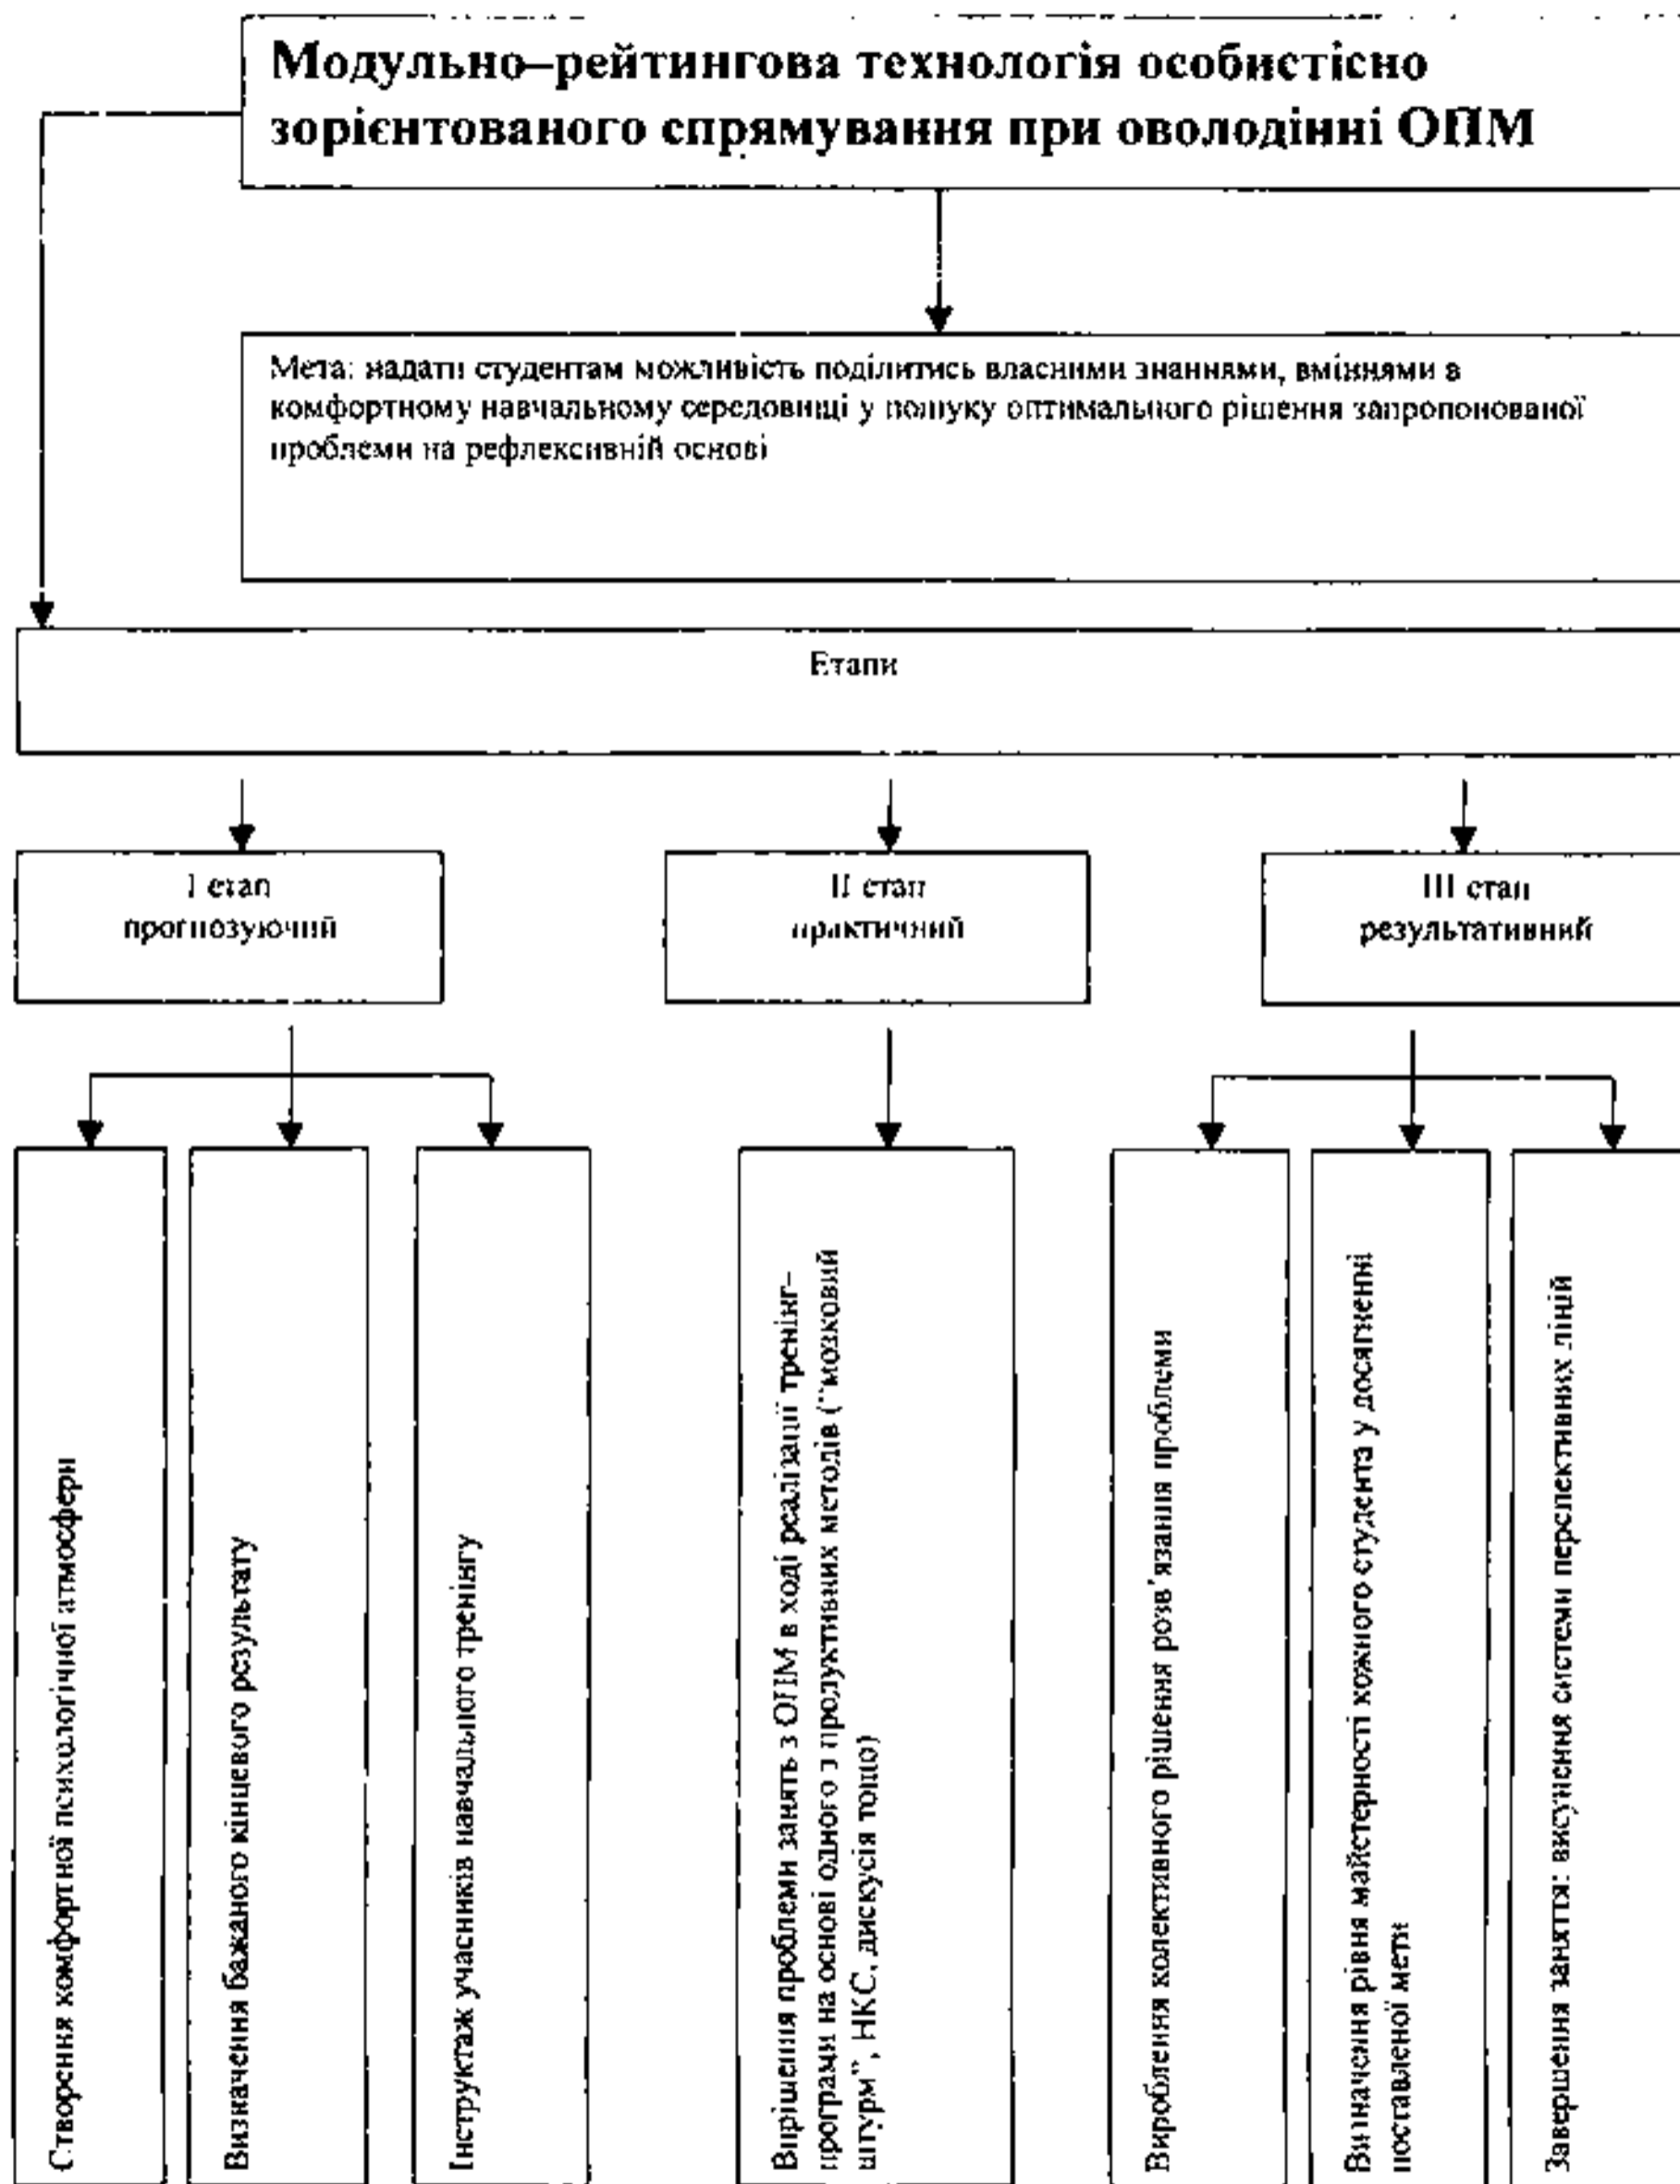 Модульно–рейтингова технологія особистісно
зорієнтованого спрямування при оволодінні ОПМ
Мета: надати студентам можливість поділитись власними знаннями, вміннями в
комфортному навчальному середовищі у пошуку оптимального рішення запропонованої
проблеми на рефлексивній основі
Етапи
І етап
прогнозуючий
ІІ етап
практичний
ІІІ етап
результативний
Створення комфортної психологічної атмосфери
Визначення бажаного кінцевого результату
Інструктаж учасників навчального тренінгу
Вирішення проблеми занять з ОПМ в ході реалізації тренінг–
програми на основі одного з продуктивних методів ("мозковий
штурм", НКС, дискусія тощо)
Вироблення колективного рішення розв'язання проблеми
Визначення рівня майстерності кожного студента у досягненні
поставленої мети
Завершення заняття: висунення системи перспективних ліній